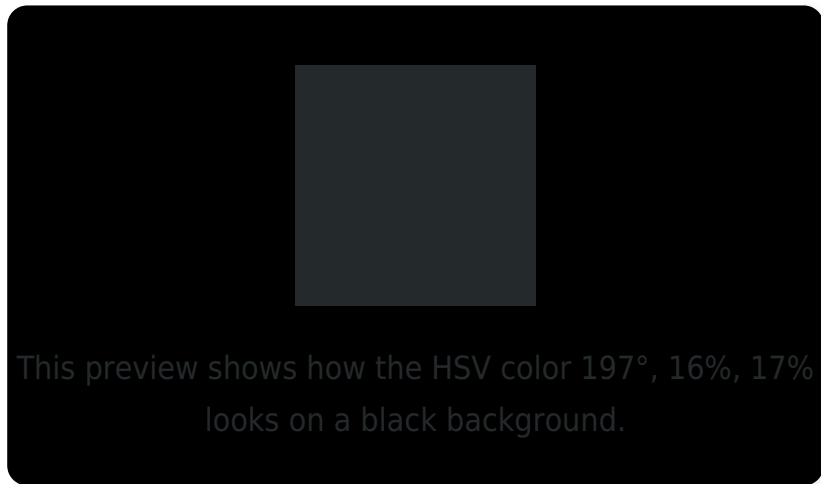 This preview shows how the HSV color 197°, 16%, 17%
looks on a black background.